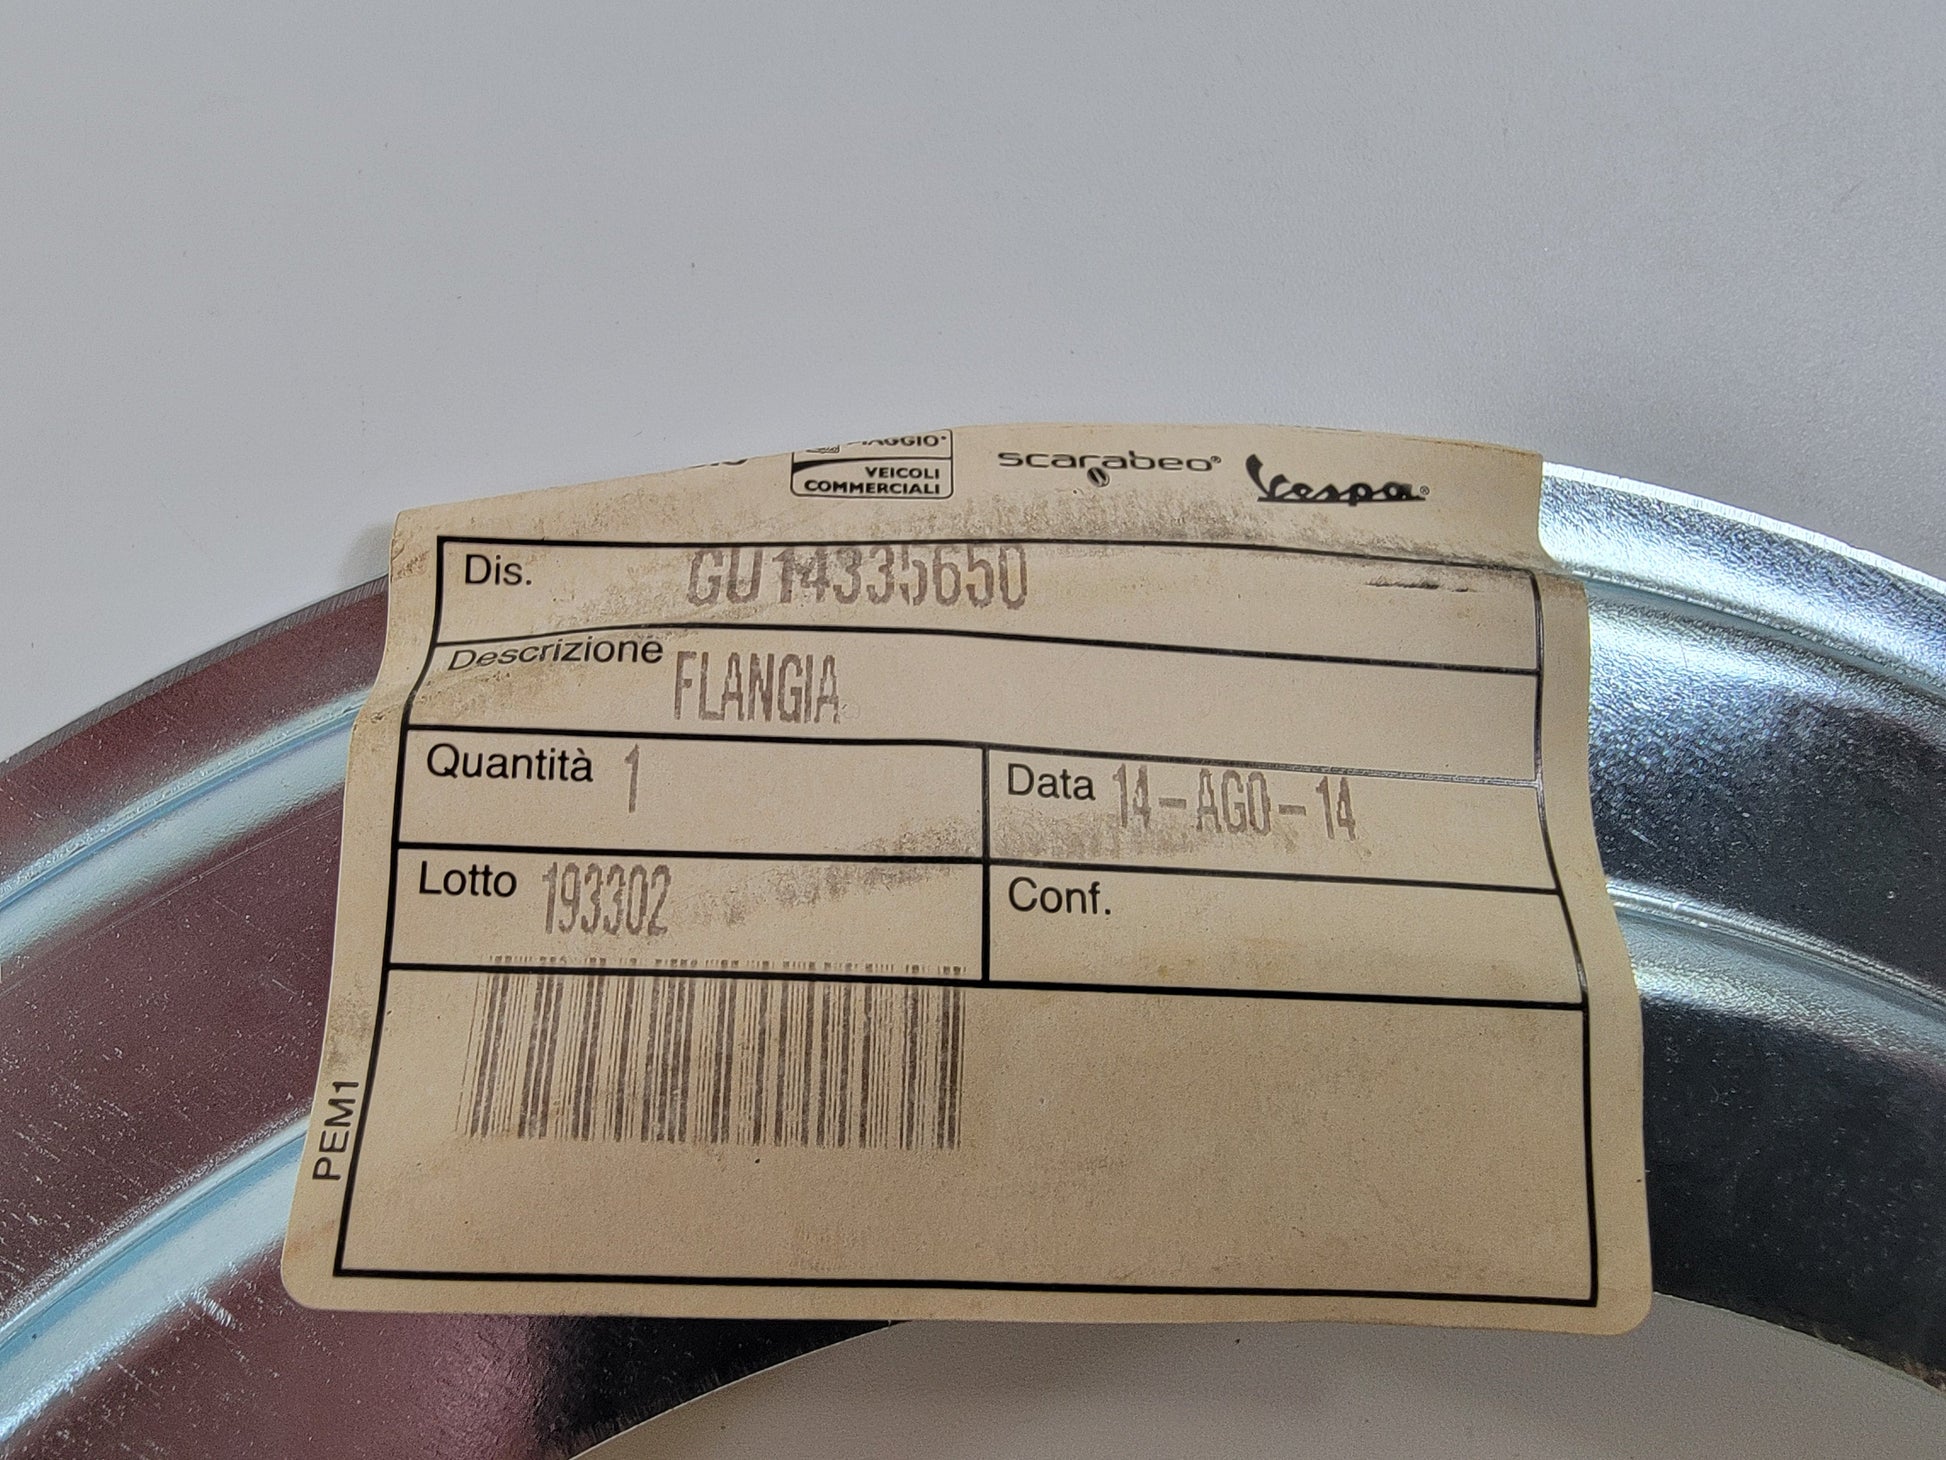 VEICOLI
COMMERCIALI
scarabeo®
Vespa®
Dis. GU14335650
Descrizione FLANGIA
Quantità 1
Data 14-AGO-14
Lotto 193302
Conf.
PEM1